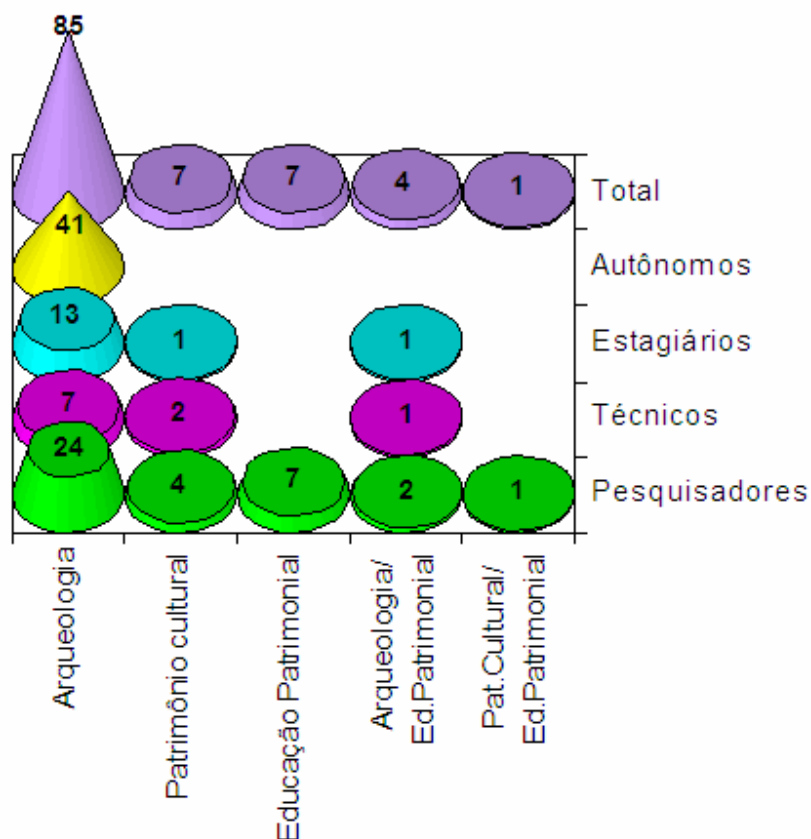 85
7 7 4 1 Total
41 Autônomos
13 1 1 Estagiários
7 2 1 Técnicos
24 4 7 2 1 Pesquisadores
Arqueologia
Patrimônio cultural
Educação Patrimonial
Arqueologia/
Ed.Patrimonial
Pat.Cultural/
Ed.Patrimonial